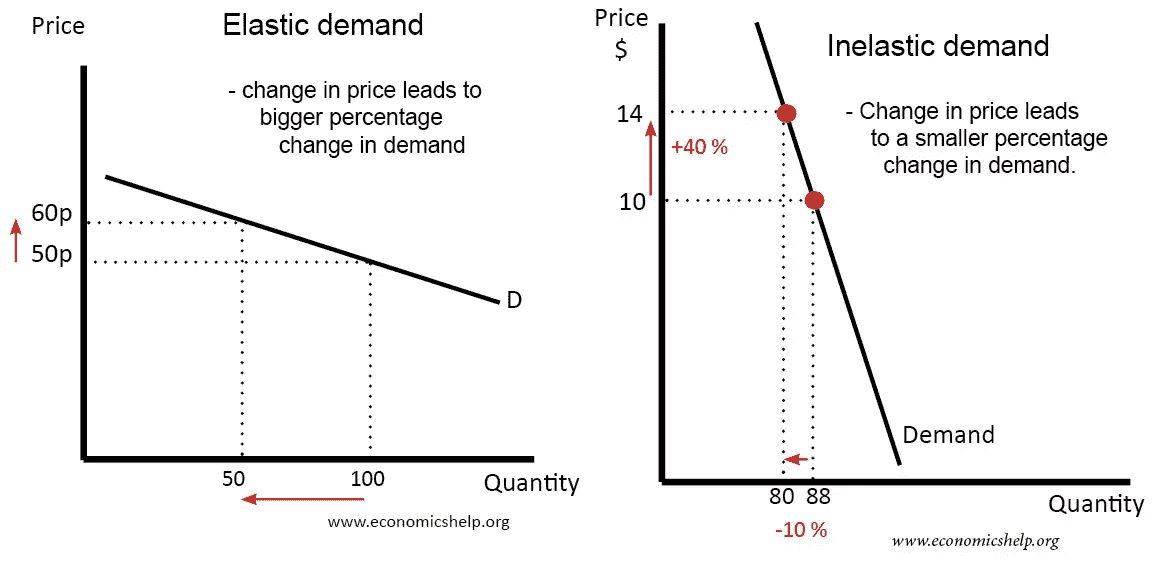 Elastic demand
Price
- change in price leads to
bigger percentage
change in demand
60p
50p
D
50
100
Quantity
www.economicshelp.org
Price
$
Inelastic demand
- Change in price leads
to a smaller percentage
change in demand.
14
+40 %
10
Demand
80
88
Quantity
-10 %
www.economicshelp.org